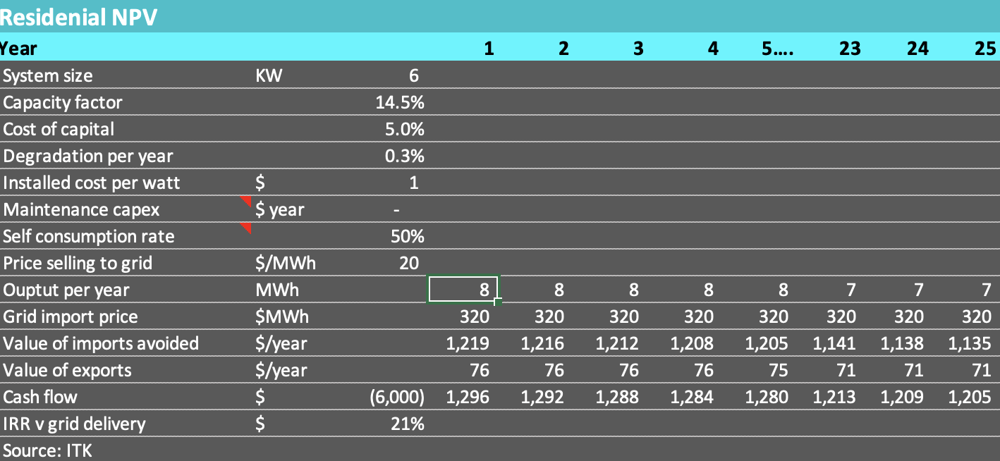 Residenial NPV
Year 1 2 3 4 5.... 23 24 25
System size KW 6
Capacity factor 14.5%
Cost of capital 5.0%
Degradation per year 0.3%
Installed cost per watt $ 1
Maintenance capex $ year -
Self consumption rate 50%
Price selling to grid $/MWh 20
Ouptut per year MWh 8 8 8 8 8 7 7 7
Grid import price $MWh 320 320 320 320 320 320 320 320
Value of imports avoided $/year 1,219 1,216 1,212 1,208 1,205 1,141 1,138 1,135
Value of exports $/year 76 76 76 76 75 71 71 71
Cash flow $ (6,000) 1,296 1,292 1,288 1,284 1,280 1,213 1,209 1,205
IRR v grid delivery $ 21%
Source: ITK